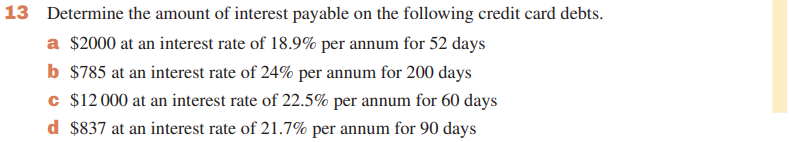 13 Determine the amount of interest payable on the following credit card debts.
a $2000 at an interest rate of 18.9% per annum for 52 days
b $785 at an interest rate of 24% per annum for 200 days
c $12 000 at an interest rate of 22.5% per annum for 60 days
d $837 at an interest rate of 21.7% per annum for 90 days